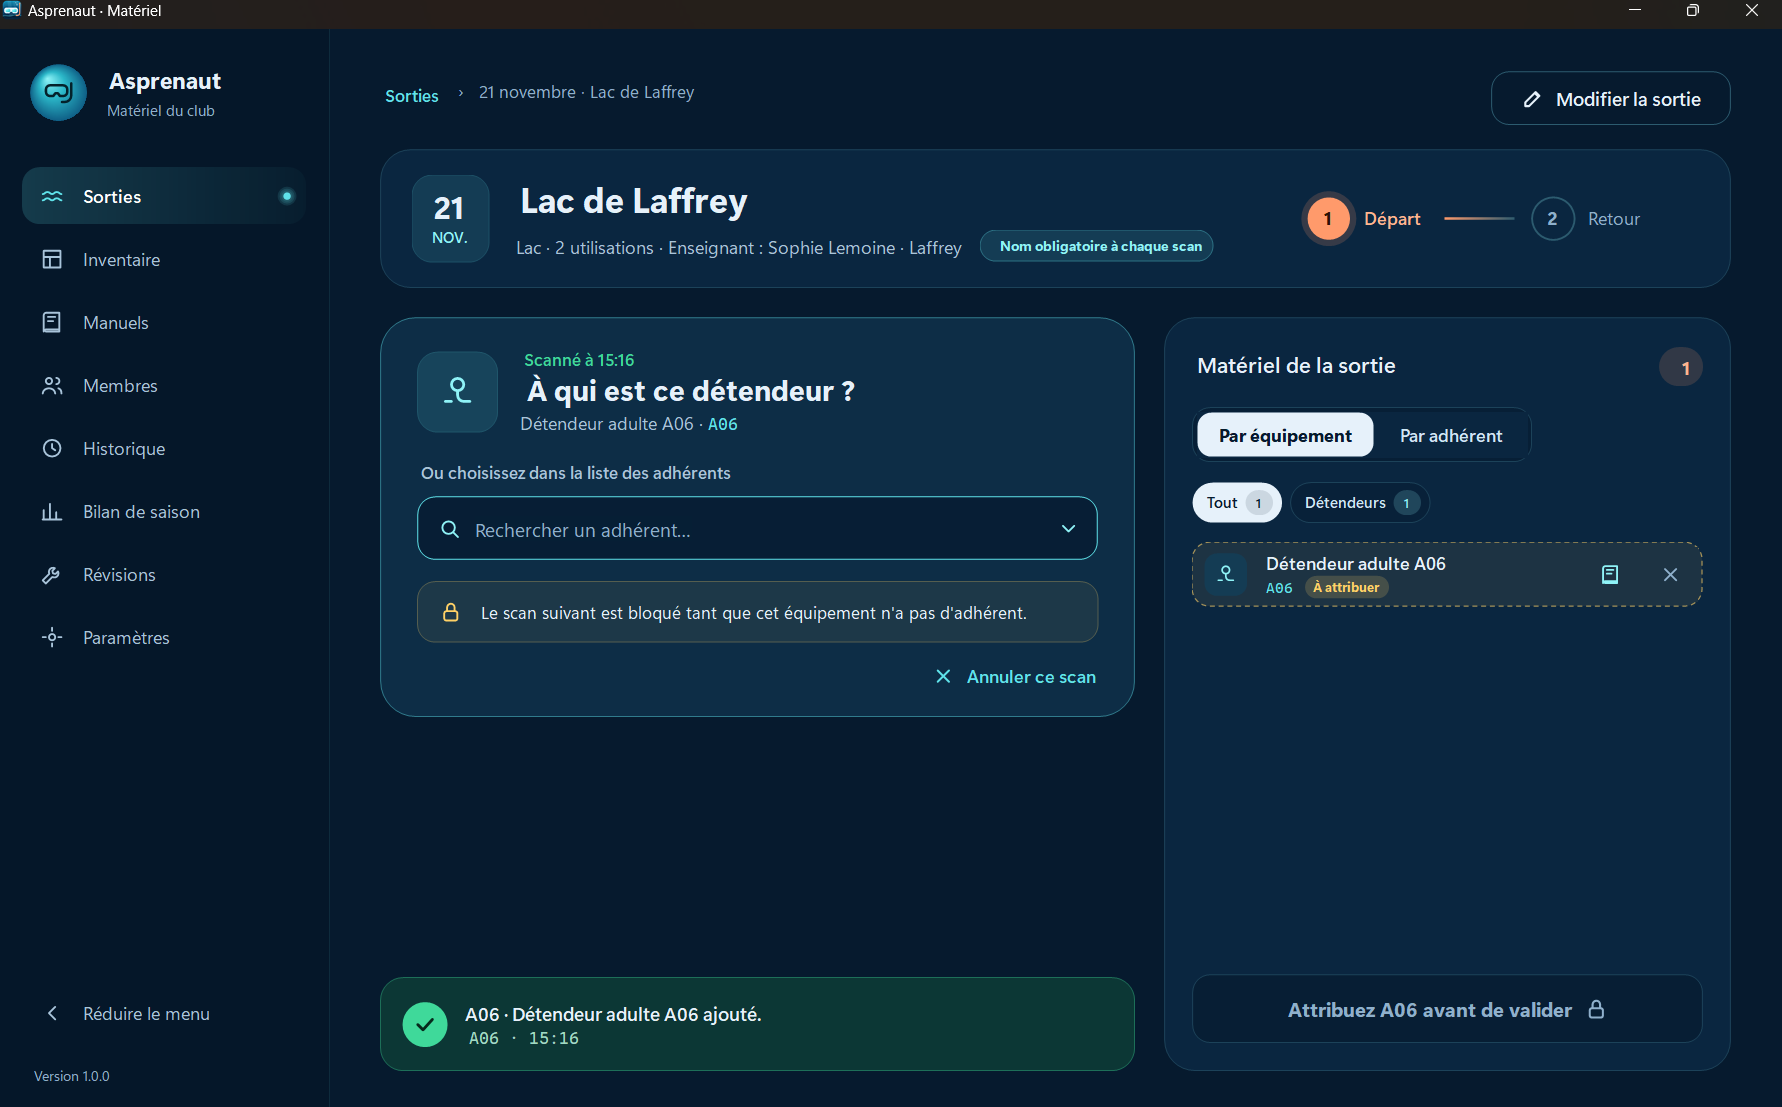 Asprenaut · Matériel
Asprenaut
Matériel du club
Sorties
Inventaire
Manuels
Membres
Historique
Bilan de saison
Révisions
Paramètres
Réduire le menu
Version 1.0.0
Sorties › 21 novembre · Lac de Laffrey
Modifier la sortie
21
NOV.
Lac de Laffrey
Lac · 2 utilisations · Enseignant : Sophie Lemoine · Laffrey
Nom obligatoire à chaque scan
1 Départ
2 Retour
Scanné à 15:16
À qui est ce détendeur ?
Détendeur adulte A06 · A06
Ou choisissez dans la liste des adhérents
Rechercher un adhérent...
Le scan suivant est bloqué tant que cet équipement n'a pas d'adhérent.
Annuler ce scan
A06 · Détendeur adulte A06 ajouté.
A06 · 15:16
Matériel de la sortie
1
Par équipement
Par adhérent
Tout 1
Détendeurs 1
Détendeur adulte A06
A06 À attribuer
Attribuez A06 avant de valider